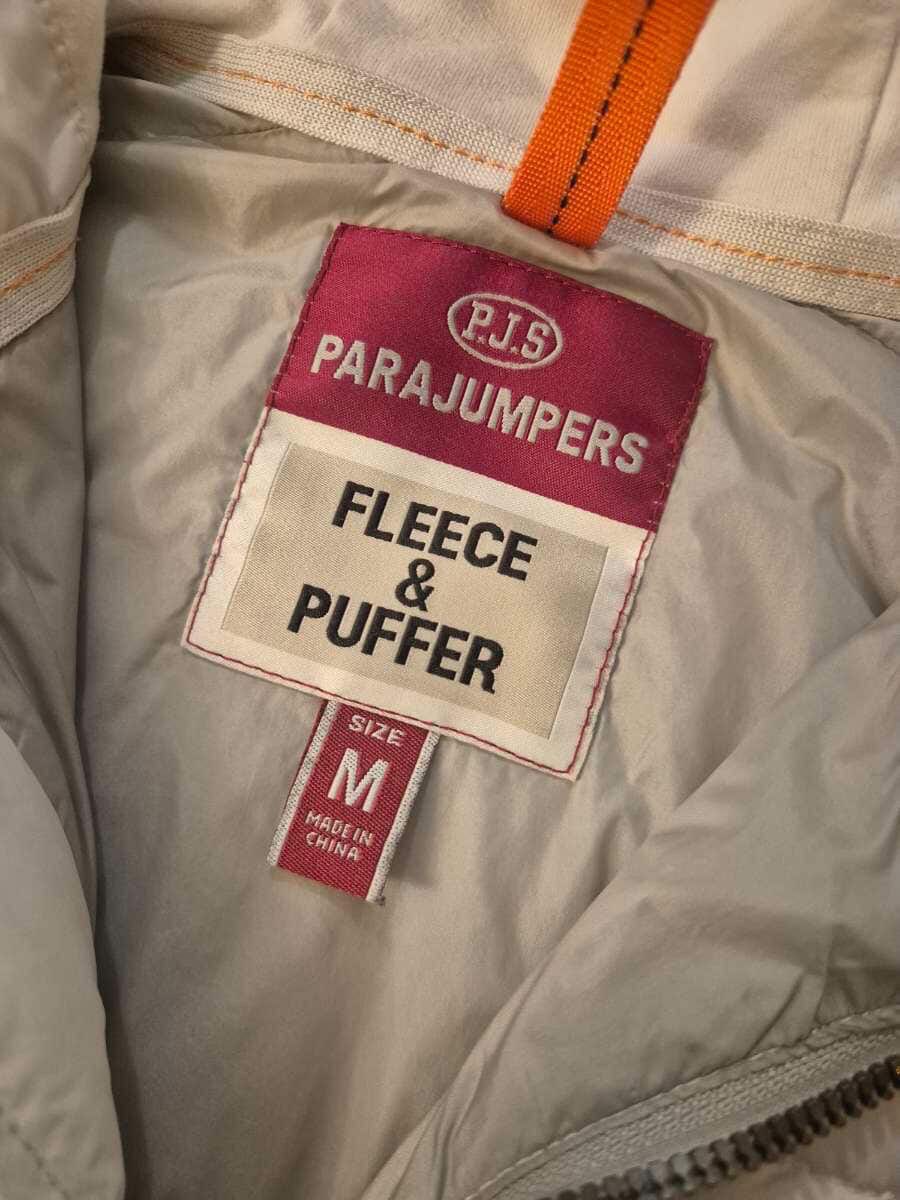 P.J.S
PARAJUMPERS
FLEECE
&
PUFFER
SIZE
M
MADE IN
CHINA